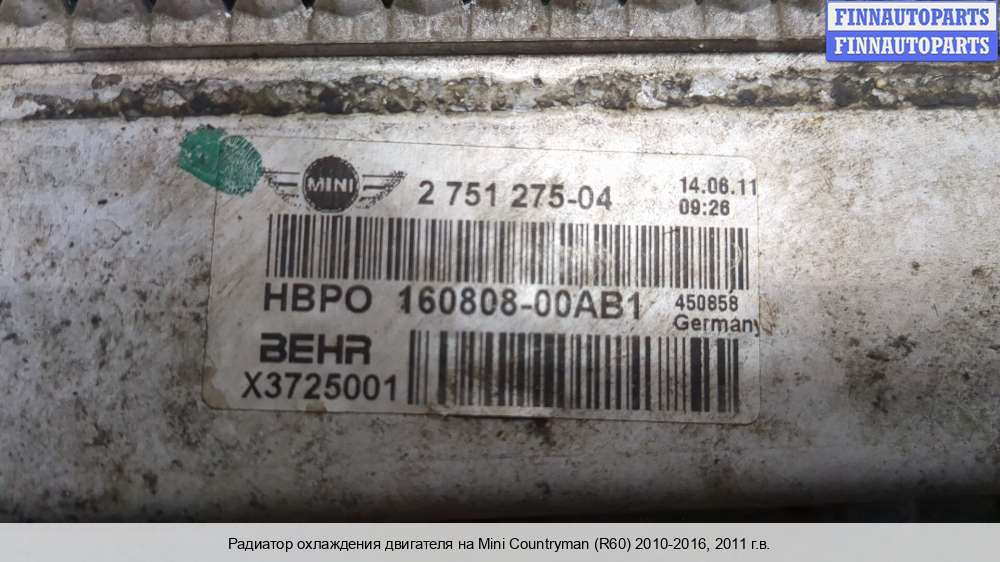 FINNAUTOPARTS
FINNAUTOPARTS
MINI
2 751 275-04
14.06.11
09:26
HBPO 160808-00AB1
450858
Germany
BEHR
X3725001
Радиатор охлаждения двигателя на Mini Countryman (R60) 2010-2016, 2011 г.в.